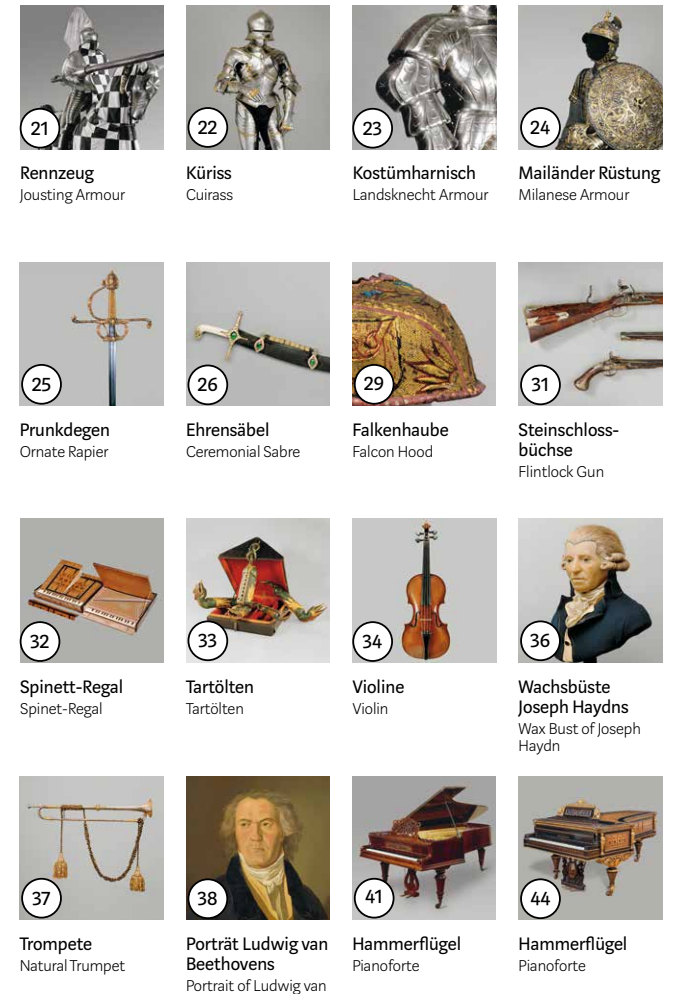 21
22
23
24
Rennzeug
Jousting Armour
Küriss
Cuirass
Kostümharnisch
Landsknecht Armour
Mailänder Rüstung
Milanese Armour
25
26
29
31
Prunkdegen
Ornate Rapier
Ehrensäbel
Ceremonial Sabre
Falkenhaube
Falcon Hood
Steinschloss-
büchse
Flintlock Gun
32
33
34
36
Spinett-Regal
Spinet-Regal
Tartölten
Tartölten
Violine
Violin
Wachsbüste
Joseph Haydns
Wax Bust of Joseph
Haydn
37
38
41
44
Trompete
Natural Trumpet
Porträt Ludwig van
Beethovens
Portrait of Ludwig van
Hammerflügel
Pianoforte
Hammerflügel
Pianoforte